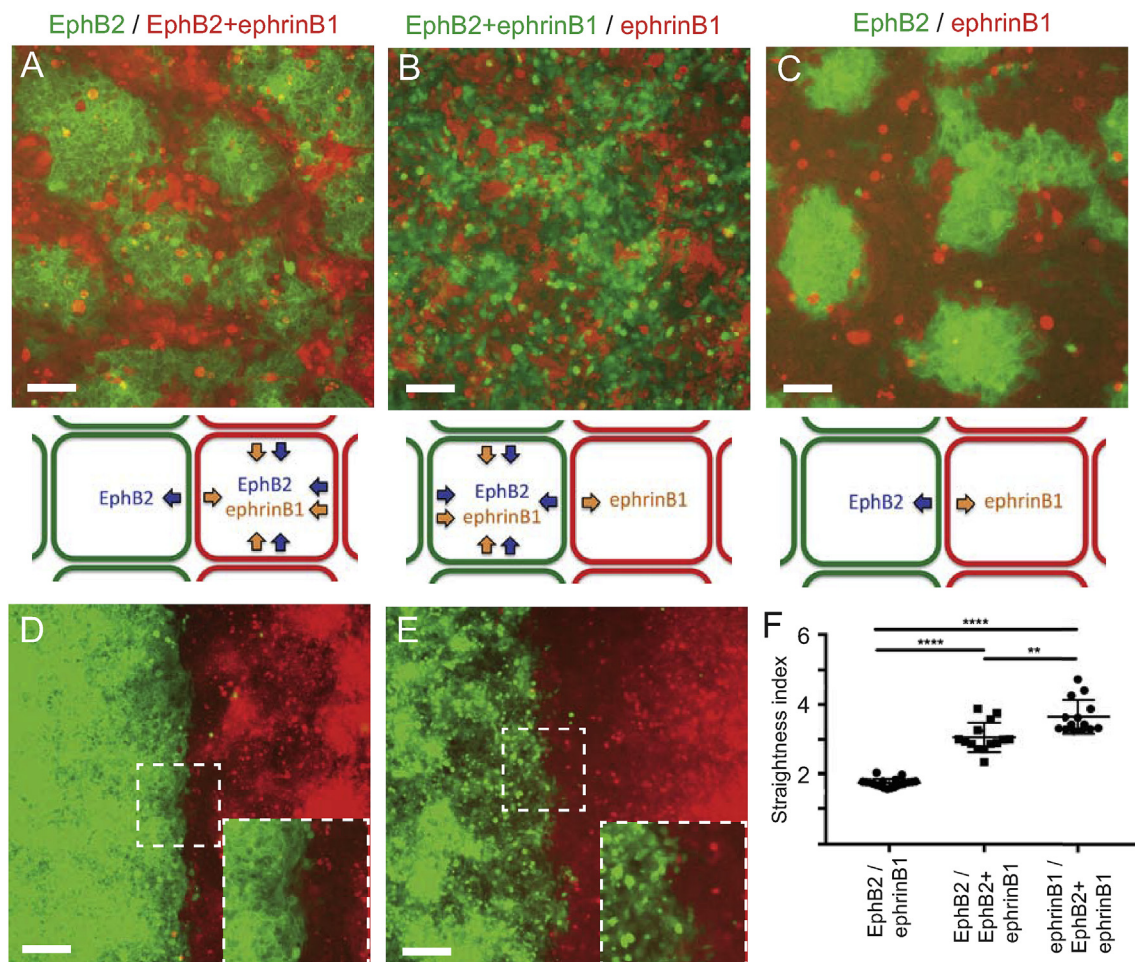 EphB2 / EphB2+ephrinB1
EphB2+ephrinB1 / ephrinB1
EphB2 / ephrinB1
A
B
C
EphB2
EphB2
ephrinB1
EphB2
ephrinB1
ephrinB1
EphB2
ephrinB1
D
E
F
Straightness index
6
4
2
****
****
**
EphB2 /
ephrinB1
EphB2 /
EphB2+
ephrinB1
ephrinB1 /
EphB2+
ephrinB1